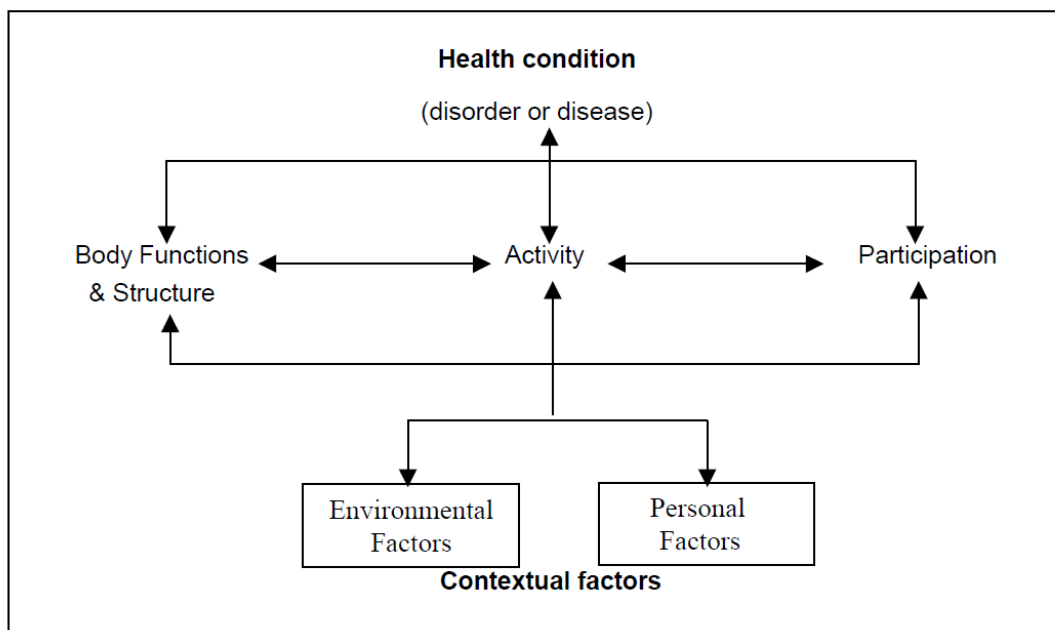 Health condition
(disorder or disease)
Body Functions
& Structure
Activity
Participation
Environmental
Factors
Personal
Factors
Contextual factors